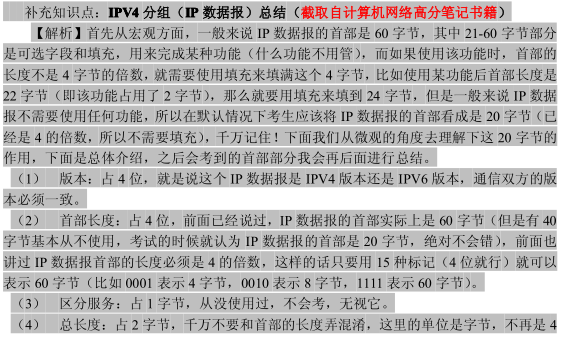 补充知识点：IPV4 分组（IP 数据报）总结（截取自计算机网络高分笔记书籍）
【解析】首先从宏观方面，一般来说 IP 数据报的首部是 60 字节，其中 21-60 字节部分
是可选字段和填充，用来完成某种功能（什么功能不用管），而如果使用该功能时，首部的
长度不是 4 字节的倍数，就需要使用填充来填满这个 4 字节，比如使用某功能后首部长度是
22 字节（即该功能占用了 2 字节），那么就要用填充来填到 24 字节，但是一般来说 IP 数据
报不需要使用任何功能，所以在默认情况下考生应该将 IP 数据报的首部看成是 20 字节（已
经是 4 的倍数，所以不需要填充），千万记住！下面我们从微观的角度去理解下这 20 字节的
作用，下面是总体介绍，之后会考到的首部部分我会再后面进行总结。
（1） 版本：占 4 位，就是说这个 IP 数据报是 IPV4 版本还是 IPV6 版本，通信双方的版
本必须一致。
（2） 首部长度：占 4 位，前面已经说过，IP 数据报的首部实际上是 60 字节（但是有 40
字节基本从不使用，考试的时候就认为 IP 数据报的首部是 20 字节，绝对不会错），前面也
讲过 IP 数据报首部的长度必须是 4 的倍数，这样的话只要用 15 种标记（4 位就行）就可以
表示 60 字节（比如 0001 表示 4 字节，0010 表示 8 字节，1111 表示 60 字节）。
（3） 区分服务：占 1 字节，从没使用过，不会考，无视它。
（4） 总长度：占 2 字节，千万不要和首部的长度弄混淆，这里的单位是字节，不再是 4